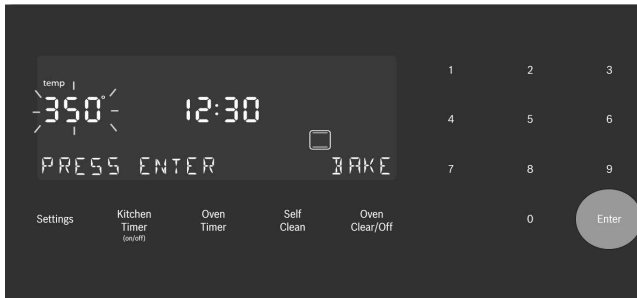 temp
350° 12:30
PRESS ENTER BAKE
Settings
Kitchen
Timer
(on/off)
Oven
Timer
Self
Clean
Oven
Clear/Off
1 2 3
4 5 6
7 8 9
0 Enter